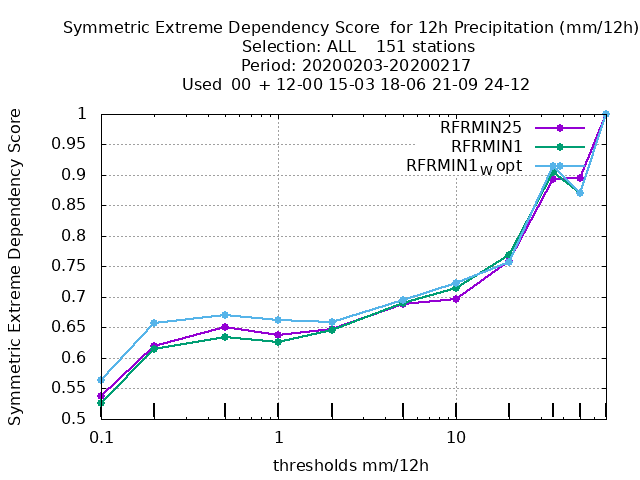 Symmetric Extreme Dependency Score  for 12h Precipitation (mm/12h)
Selection: ALL    151 stations
Period: 20200203-20200217
Used  00 + 12-00 15-03 18-06 21-09 24-12
Symmetric Extreme Dependency Score
1
0.95
0.9
0.85
0.8
0.75
0.7
0.65
0.6
0.55
0.5
RFRMIN25
RFRMIN1
RFRMIN1w opt
0.1
1
10
thresholds mm/12h